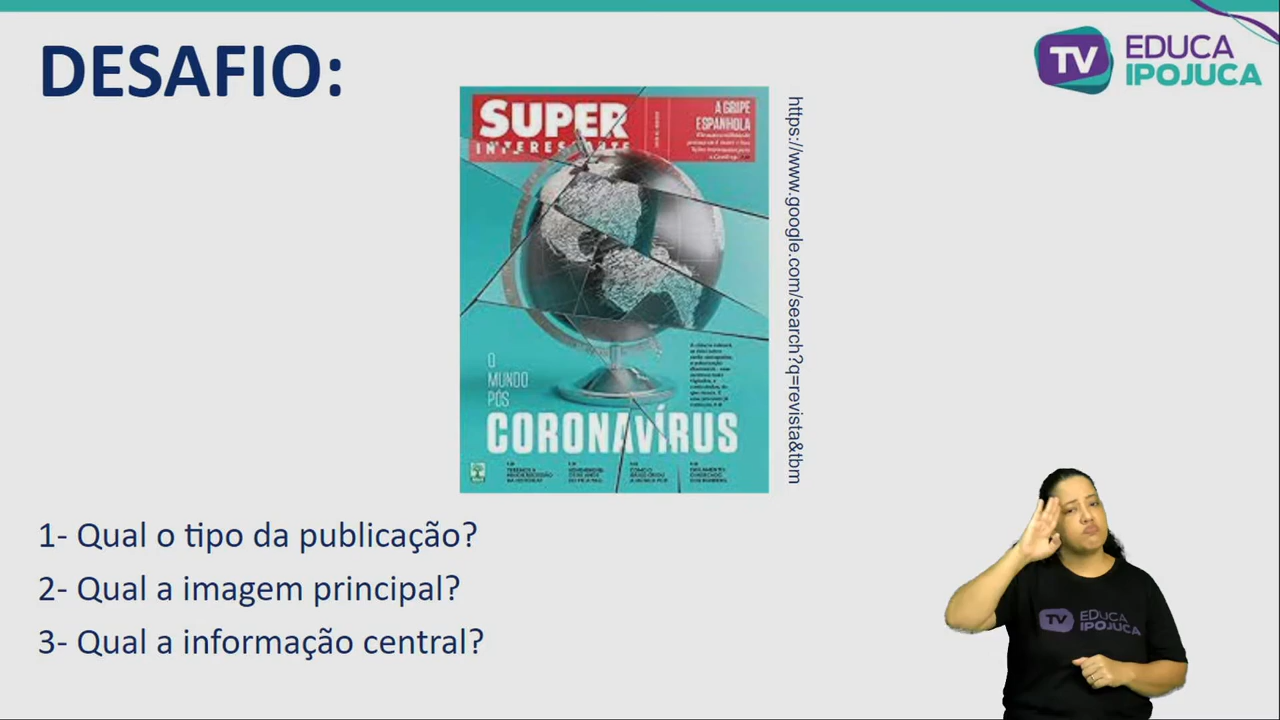 DESAFIO:
TV EDUCA
IPOJUCA
SUPER
INTERESSANTE
A GRIPE
ESPANHOLA
https://www.google.com/search?q=revista&tbm
O
MUNDO
PÓS
CORONAVÍRUS
1- Qual o tipo da publicação?
2- Qual a imagem principal?
3- Qual a informação central?
TV EDUCA
IPOJUCA